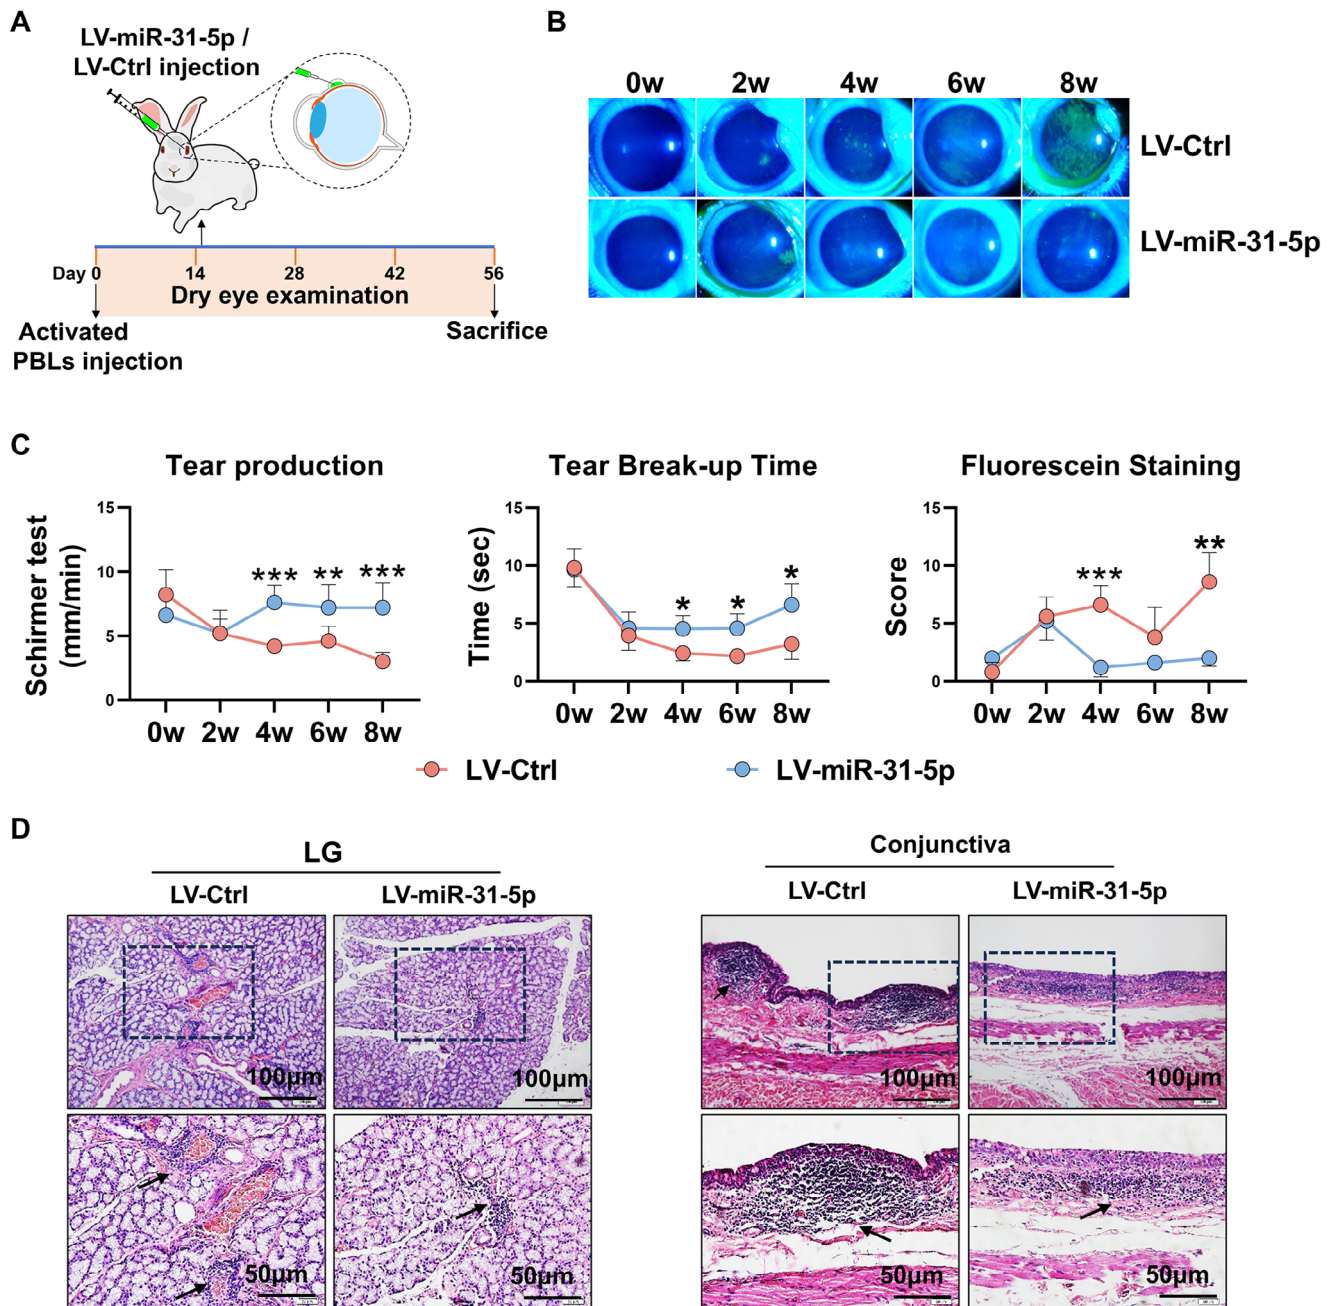 A
LV-miR-31-5p /
LV-Ctrl injection
Day 0 14 28 42 56
Dry eye examination
Activated
PBLs injection
Sacrifice
B
0w 2w 4w 6w 8w
LV-Ctrl
LV-miR-31-5p
C
Tear production
Schirmer test
(mm/min)
15
10
5
0
*** ** ***
0w 2w 4w 6w 8w
Tear Break-up Time
Time (sec)
15
10
5
0
* * *
0w 2w 4w 6w 8w
Fluorescein Staining
Score
15
10
5
0
*** **
0w 2w 4w 6w 8w
LV-Ctrl LV-miR-31-5p
D
LG
LV-Ctrl LV-miR-31-5p
100μm 100μm
50μm 50μm
Conjunctiva
LV-Ctrl LV-miR-31-5p
100μm 100μm
50μm 50μm